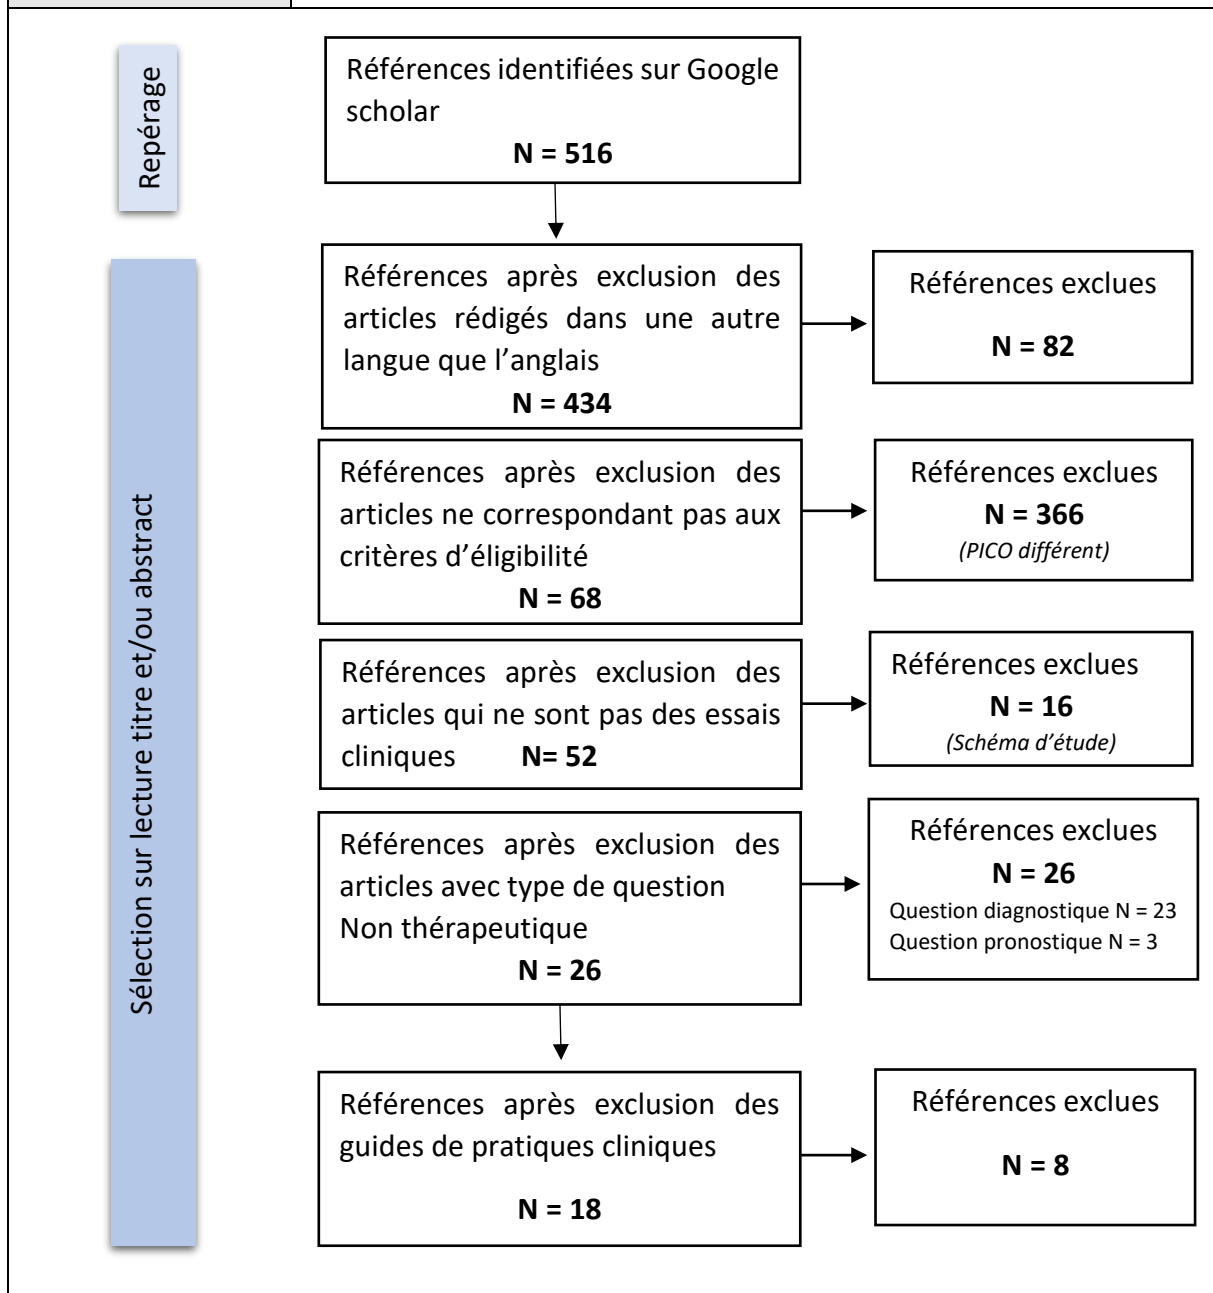 Repérage
Références identifiées sur Google
scholar
N = 516
Sélection sur lecture titre et/ou abstract
Références après exclusion des
articles rédigés dans une autre
langue que l’anglais
N = 434
Références exclues
N = 82
Références après exclusion des
articles ne correspondant pas aux
critères d’éligibilité
N = 68
Références exclues
N = 366
(PICO différent)
Références après exclusion des
articles qui ne sont pas des essais
cliniques N= 52
Références exclues
N = 16
(Schéma d’étude)
Références après exclusion des
articles avec type de question
Non thérapeutique
N = 26
Références exclues
N = 26
Question diagnostique N = 23
Question pronostique N = 3
Références après exclusion des
guides de pratiques cliniques
N = 18
Références exclues
N = 8